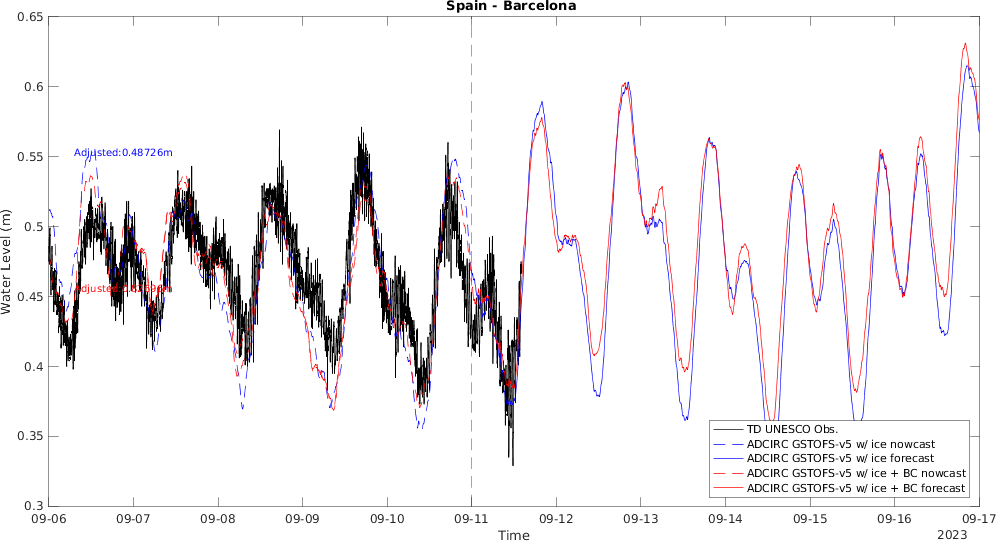 Spain - Barcelona
0.65
0.6
0.55
0.5
0.45
0.4
0.35
0.3
Water Level (m)
Adjusted:0.48726m
09-06
09-07
09-08
09-09
09-10
09-11
09-12
09-13
09-14
09-15
09-16
09-17
Time
2023
TD UNESCO Obs.
ADCIRC GSTOFS-v5 w/ ice nowcast
ADCIRC GSTOFS-v5 w/ ice forecast
ADCIRC GSTOFS-v5 w/ ice + BC nowcast
ADCIRC GSTOFS-v5 w/ ice + BC forecast